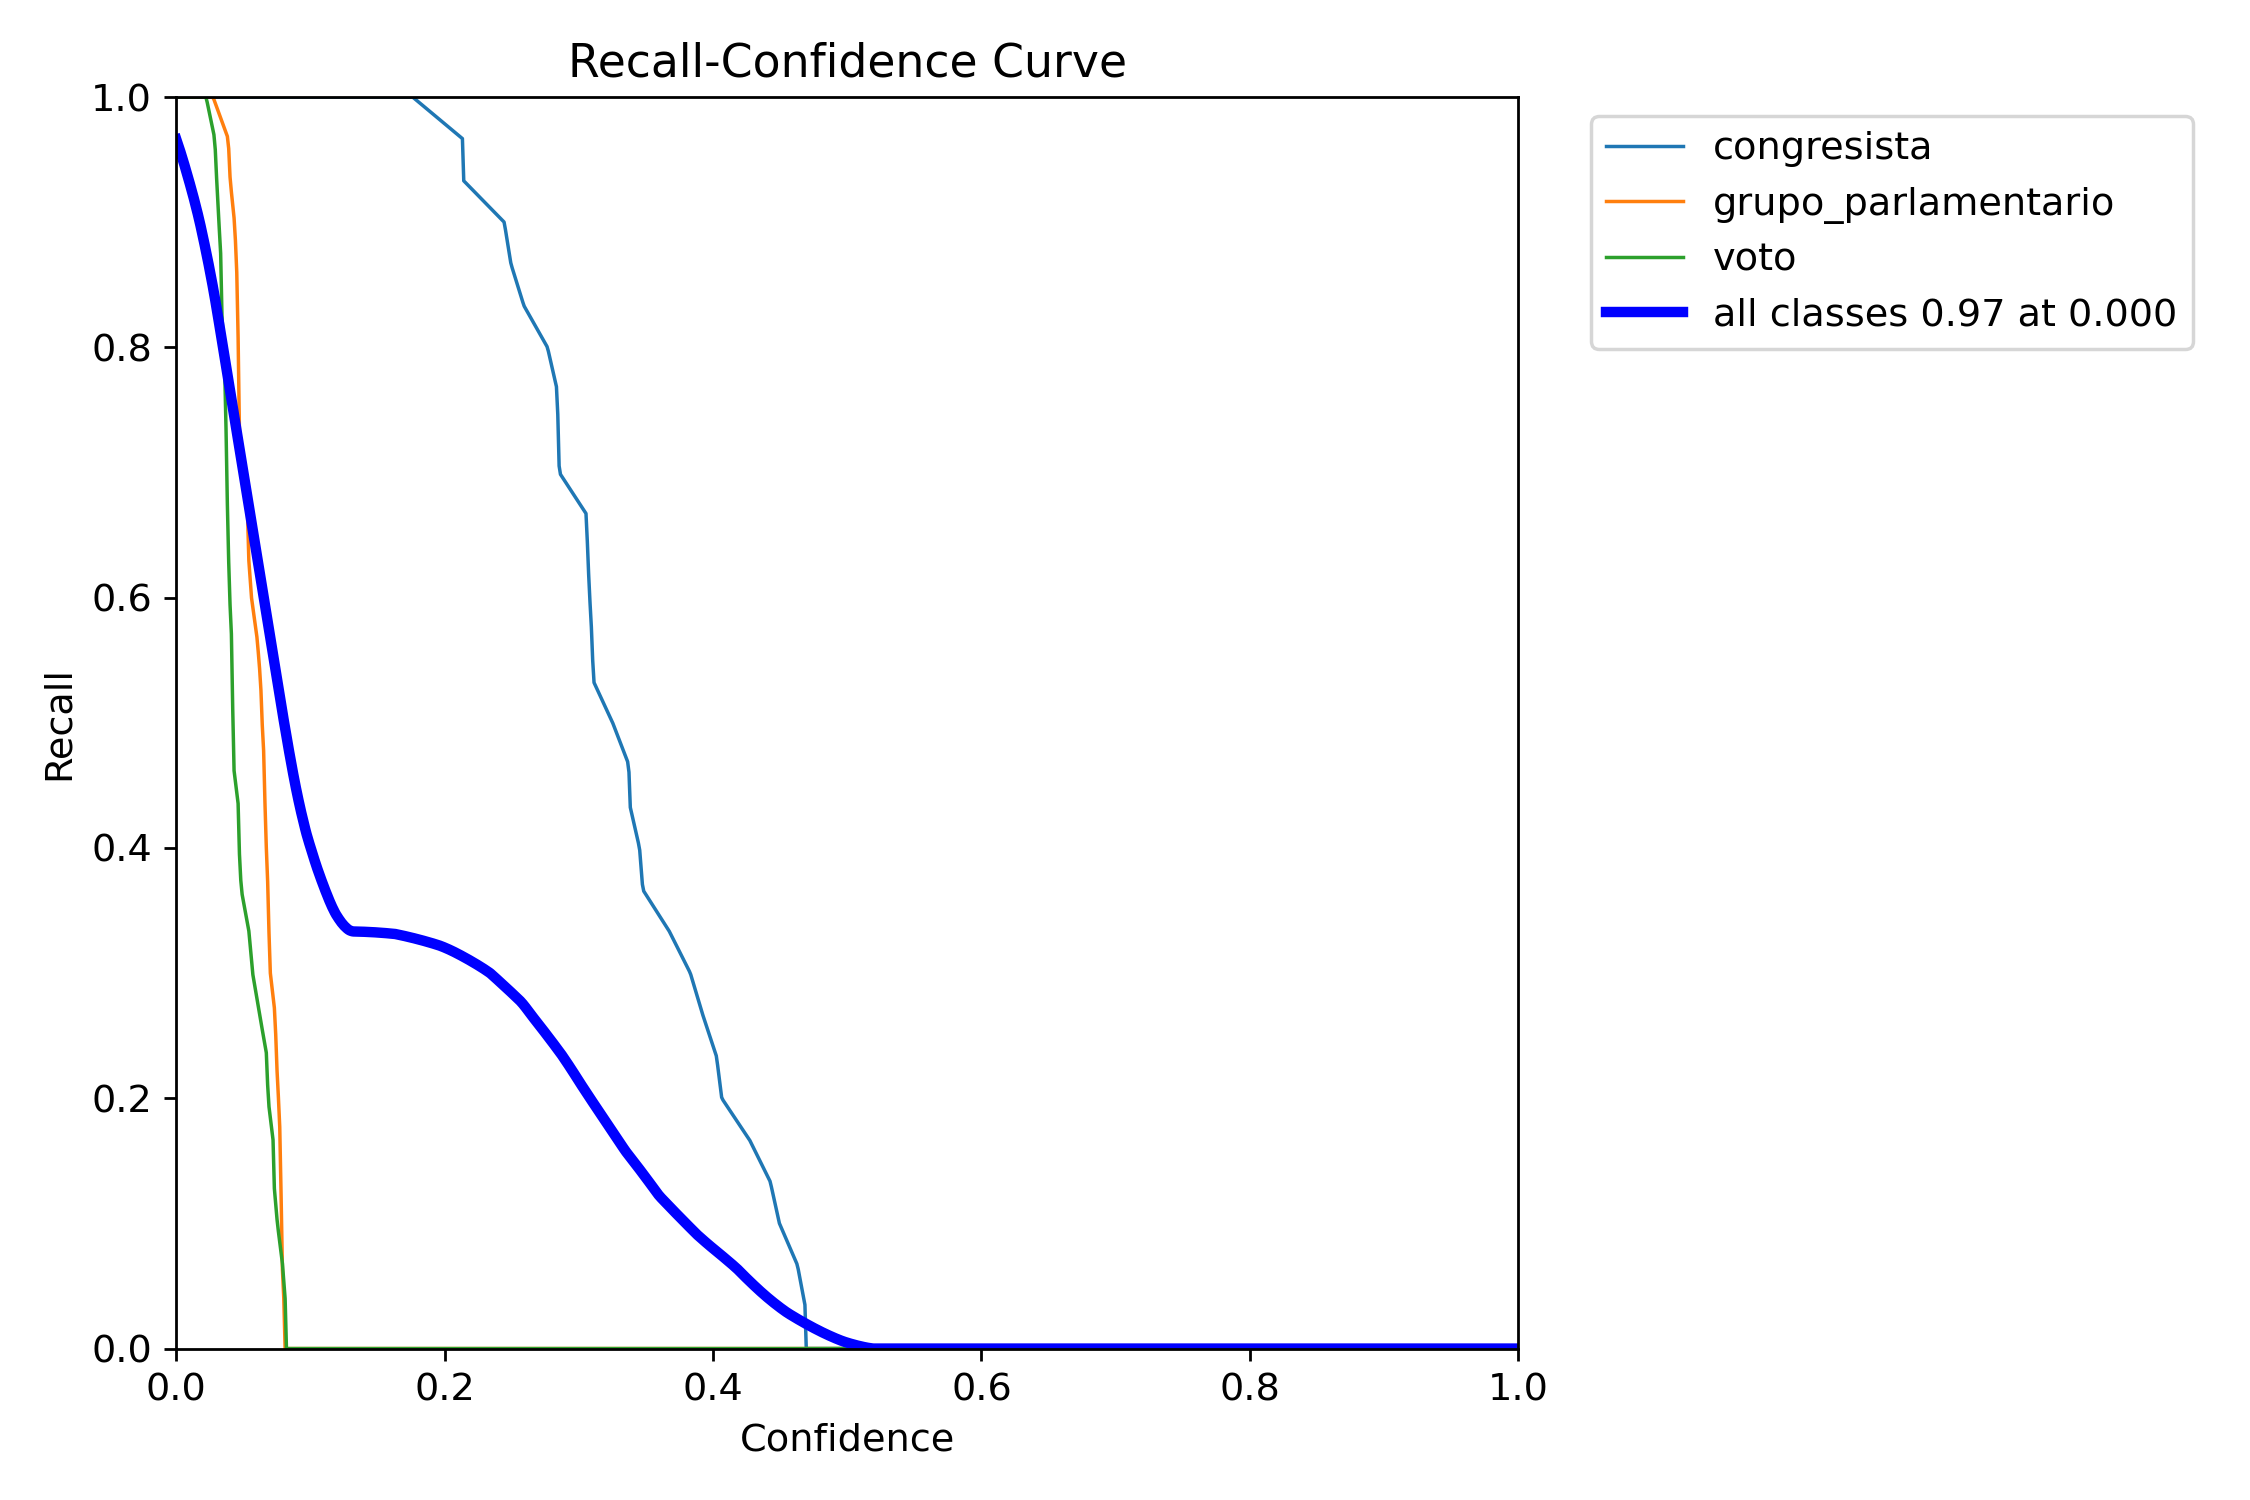 Recall-Confidence Curve
1.0
0.8
0.6
0.4
0.2
0.0
Recall
0.0 0.2 0.4 0.6 0.8 1.0
Confidence
congresista
grupo_parlamentario
voto
all classes 0.97 at 0.000